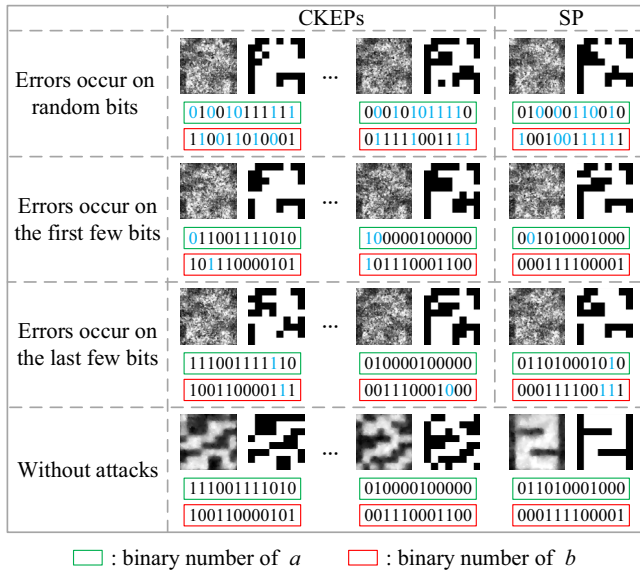 CKEPs SP
Errors occur on
random bits
...
010010111111 000101011110 010000110010
110011010001 011111001111 100100111111
Errors occur on
the first few bits
...
011001111010 100000100000 001010001000
101110000101 101110001100 000111100001
Errors occur on
the last few bits
...
111001111110 010000100000 011010001010
100110000111 001110001000 000111100111
Without attacks
...
111001111010 010000100000 011010001000
100110000101 001110001100 000111100001
: binary number of a : binary number of b